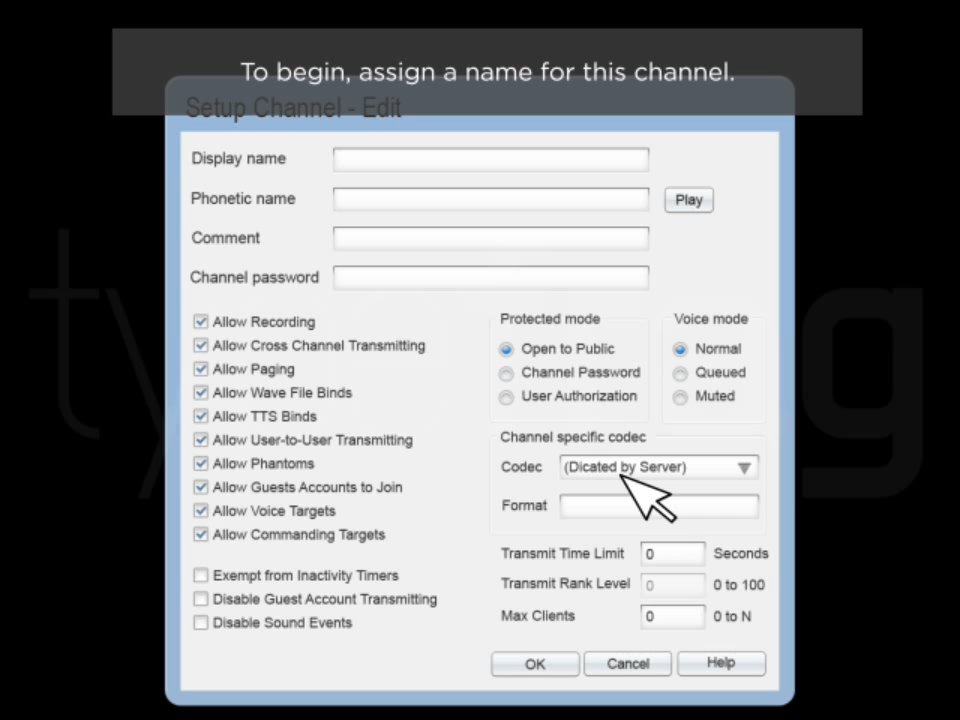 To begin, assign a name for this channel.
Setup Channel - Edit
Display name
Phonetic name
Play
Comment
Channel password
Allow Recording
Allow Cross Channel Transmitting
Allow Paging
Allow Wave File Binds
Allow TTS Binds
Allow User-to-User Transmitting
Allow Phantoms
Allow Guests Accounts to Join
Allow Voice Targets
Allow Commanding Targets
Exempt from Inactivity Timers
Disable Guest Account Transmitting
Disable Sound Events
Protected mode
Open to Public
Channel Password
User Authorization
Voice mode
Normal
Queued
Muted
Channel specific codec
Codec (Dicated by Server)
Format
Transmit Time Limit 0 Seconds
Transmit Rank Level 0 0 to 100
Max Clients 0 0 to N
OK Cancel Help